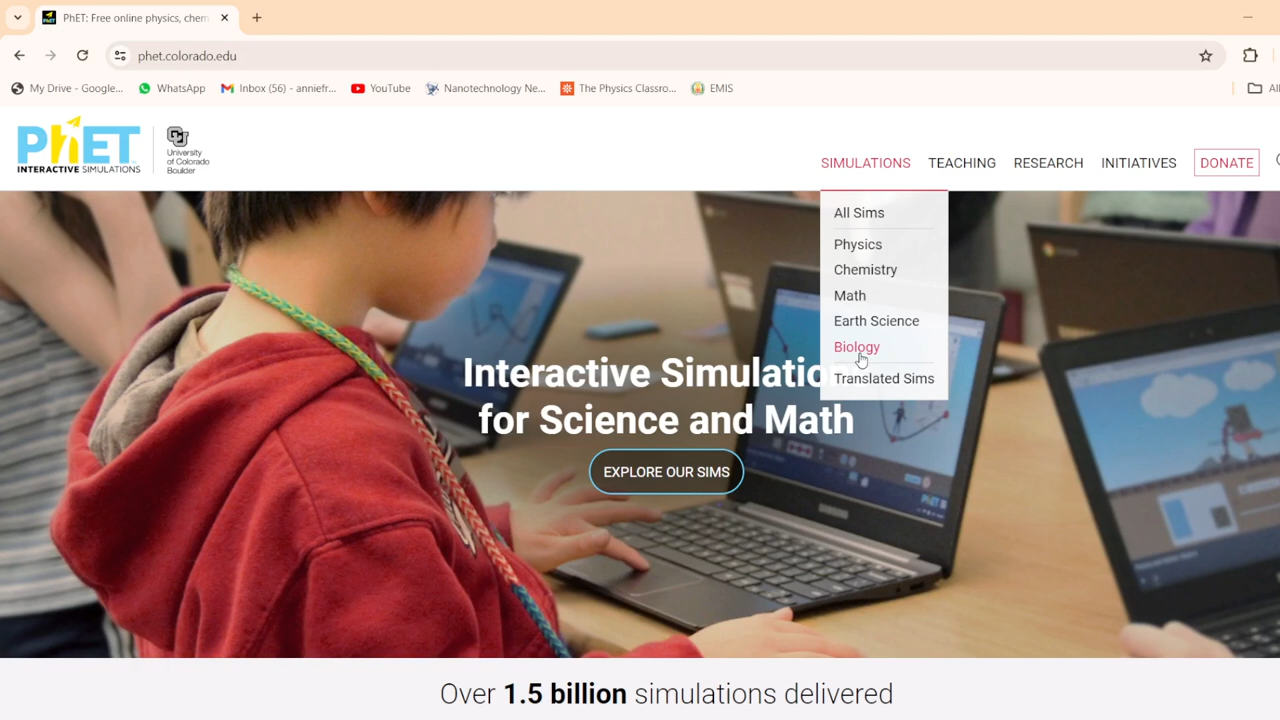 PhET: Free online physics, chem
phet.colorado.edu
My Drive - Google...
WhatsApp
Inbox (56) - anniefr...
YouTube
Nanotechnology Ne...
The Physics Classro...
EMIS
PhET
INTERACTIVE SIMULATIONS
CU
University
of Colorado
Boulder
SIMULATIONS
TEACHING
RESEARCH
INITIATIVES
DONATE
All Sims
Physics
Chemistry
Math
Earth Science
Biology
Translated Sims
Interactive Simulatio
for Science and Math
EXPLORE OUR SIMS
Over 1.5 billion simulations delivered